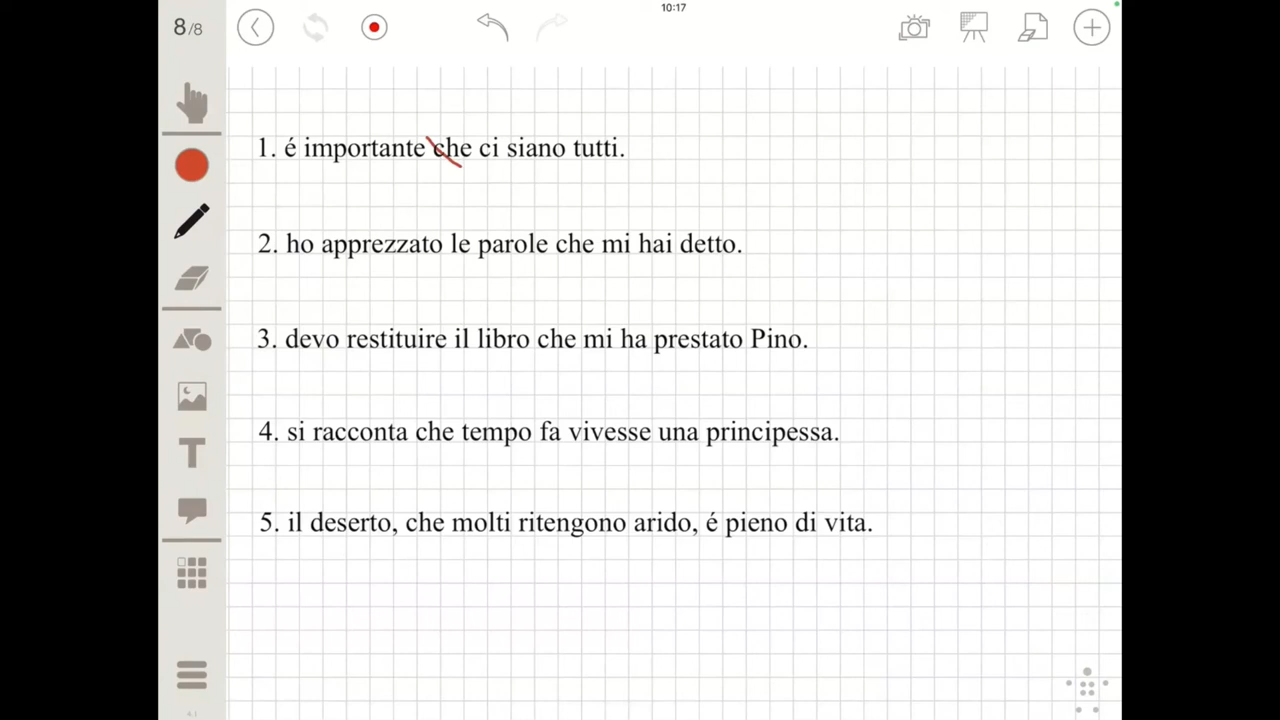 10:17
8/8
1. é importante che ci siano tutti.
2. ho apprezzato le parole che mi hai detto.
3. devo restituire il libro che mi ha prestato Pino.
4. si racconta che tempo fa vivesse una principessa.
5. il deserto, che molti ritengono arido, é pieno di vita.
T